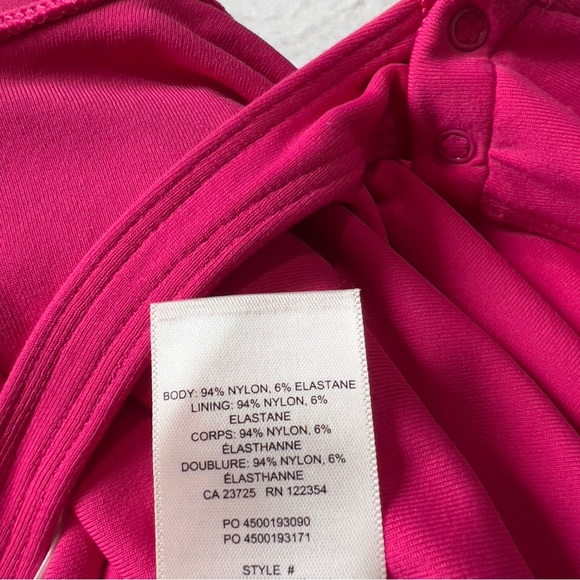 BODY: 94% NYLON, 6% ELASTANE
LINING: 94% NYLON, 6%
ELASTANE
CORPS: 94% NYLON, 6%
ÉLASTHANNE
DOUBLURE: 94% NYLON, 6%
ÉLASTHANNE
CA 23725 RN 122354
PO 4500193090
PO 4500193171
STYLE #